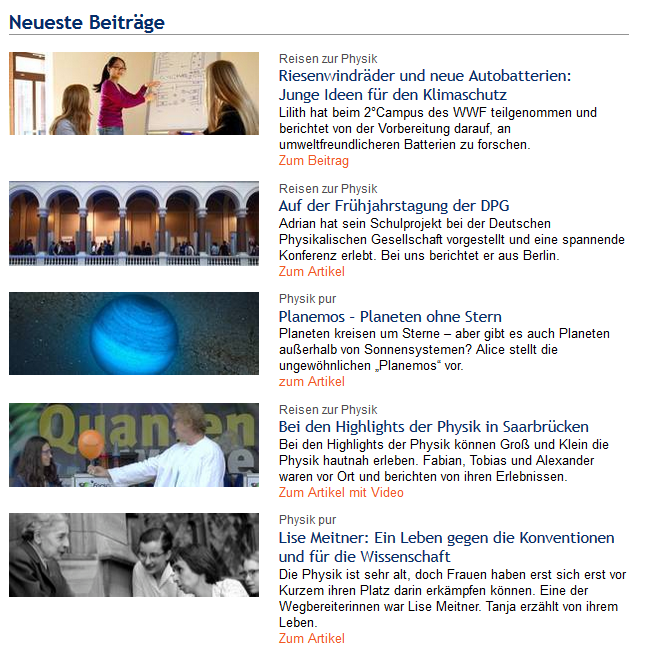 Neueste Beiträge
Reisen zur Physik
Riesenwindräder und neue Autobatterien:
Junge Ideen für den Klimaschutz
Lilith hat beim 2°Campus des WWF teilgenommen und
berichtet von der Vorbereitung darauf, an
umweltfreundlicheren Batterien zu forschen.
Zum Beitrag
Reisen zur Physik
Auf der Frühjahrstagung der DPG
Adrian hat sein Schulprojekt bei der Deutschen
Physikalischen Gesellschaft vorgestellt und eine spannende
Konferenz erlebt. Bei uns berichtet er aus Berlin.
Zum Artikel
Physik pur
Planemos - Planeten ohne Stern
Planeten kreisen um Sterne – aber gibt es auch Planeten
außerhalb von Sonnensystemen? Alice stellt die
ungewöhnlichen „Planemos“ vor.
zum Artikel
Quanten
Reisen zur Physik
Bei den Highlights der Physik in Saarbrücken
Bei den Highlights der Physik können Groß und Klein die
Physik hautnah erleben. Fabian, Tobias und Alexander
waren vor Ort und berichten von ihren Erlebnissen.
Zum Artikel mit Video
Physik pur
Lise Meitner: Ein Leben gegen die Konventionen
und für die Wissenschaft
Die Physik ist sehr alt, doch Frauen haben erst sich erst vor
Kurzem ihren Platz darin erkämpfen können. Eine der
Wegbereiterinnen war Lise Meitner. Tanja erzählt von ihrem
Leben.
Zum Artikel